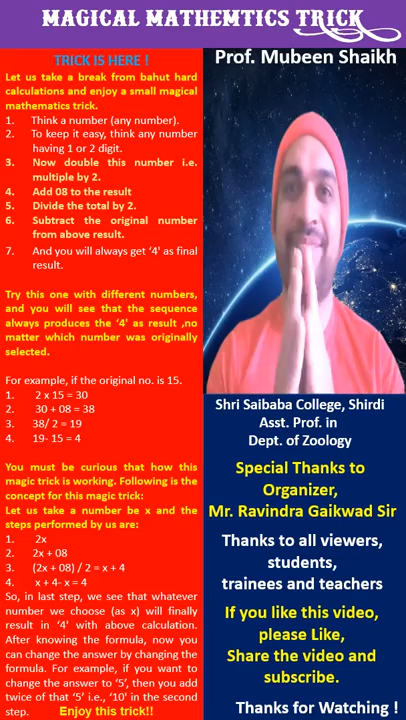 MAGICAL MATHEMTICS TRICK
TRICK IS HERE !
Let us take a break from bahut hard
calculations and enjoy a small magical
mathematics trick.
1. Think a number (any number).
2. To keep it easy, think any number
having 1 or 2 digit.
3. Now double this number i.e.
multiple by 2.
4. Add 08 to the result
5. Divide the total by 2.
6. Subtract the original number
from above result.
7. And you will always get ‘4' as final
result.
Try this one with different numbers,
and you will see that the sequence
always produces the ‘4' as result ,no
matter which number was originally
selected.
For example, if the original no. is 15.
1. 2 x 15 = 30
2. 30 + 08 = 38
3. 38/ 2 = 19
4. 19- 15 = 4
You must be curious that how this
magic trick is working. Following is the
concept for this magic trick:
Let us take a number be x and the
steps performed by us are:
1. 2x
2. 2x + 08
3. (2x + 08) / 2 = x + 4
4. x + 4- x = 4
So, in last step, we see that whatever
number we choose (as x) will finally
result in ‘4' with above calculation.
After knowing the formula, now you
can change the answer by changing the
formula. For example, if you want to
change the answer to ‘5’, then you add
twice of that ‘5’ i.e., ‘10' in the second
step. Enjoy this trick!!
Prof. Mubeen Shaikh
Shri Saibaba College, Shirdi
Asst. Prof. in
Dept. of Zoology
Special Thanks to
Organizer,
Mr. Ravindra Gaikwad Sir
Thanks to all viewers,
students,
trainees and teachers
If you like this video,
please Like,
Share the video and
subscribe.
Thanks for Watching !